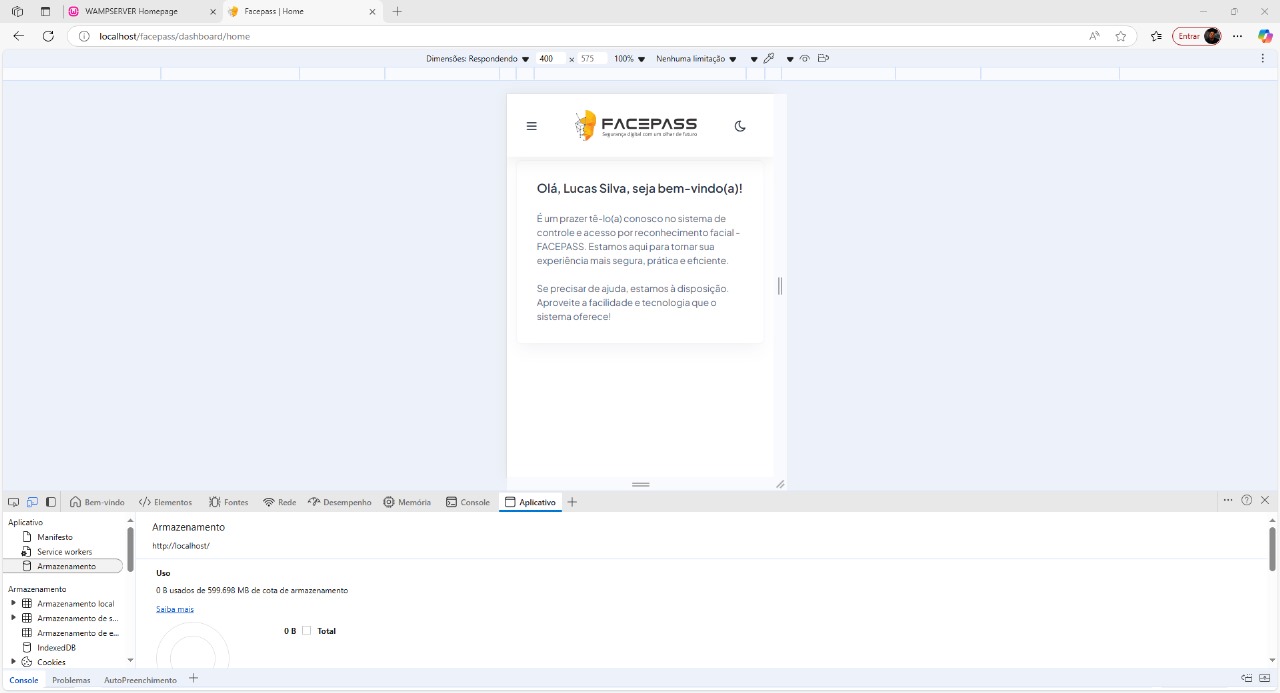 WAMPSERVER Homepage
Facepass | Home
localhost/facepass/dashboard/home
Entrar
Dimensões: Respondendo 400 x 575 100% Nenhuma limitação
FACEPASS
Segurança digital com um olhar de futuro
Olá, Lucas Silva, seja bem-vindo(a)!
É um prazer tê-lo(a) conosco no sistema de
controle e acesso por reconhecimento facial -
FACEPASS. Estamos aqui para tornar sua
experiência mais segura, prática e eficiente.
Se precisar de ajuda, estamos à disposição.
Aproveite a facilidade e tecnologia que o
sistema oferece!
Bem-vindo Elementos Fontes Rede Desempenho Memória Console Aplicativo
Aplicativo
Manifesto
Service workers
Armazenamento
Armazenamento
Armazenamento local
Armazenamento de s...
Armazenamento de e...
IndexedDB
Cookies
Armazenamento
http://localhost/
Uso
0 B usados de 599.698 MB de cota de armazenamento
Saiba mais
0 B Total
Console Problemas AutoPreenchimento